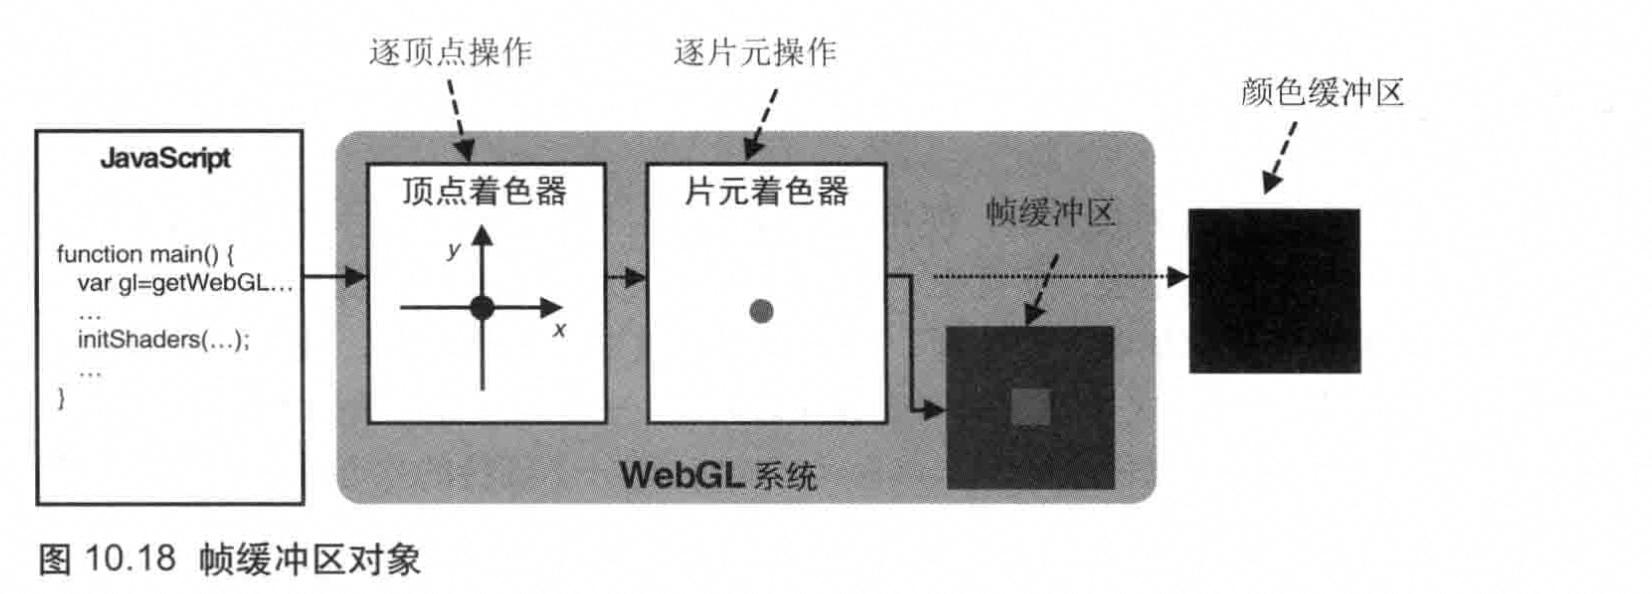 逐顶点操作
逐片元操作
颜色缓冲区
JavaScript
function main() {
var gl=getWebGL...
...
initShaders(...);
...
}
顶点着色器
y
x
片元着色器
帧缓冲区
WebGL 系统
图 10.18 帧缓冲区对象